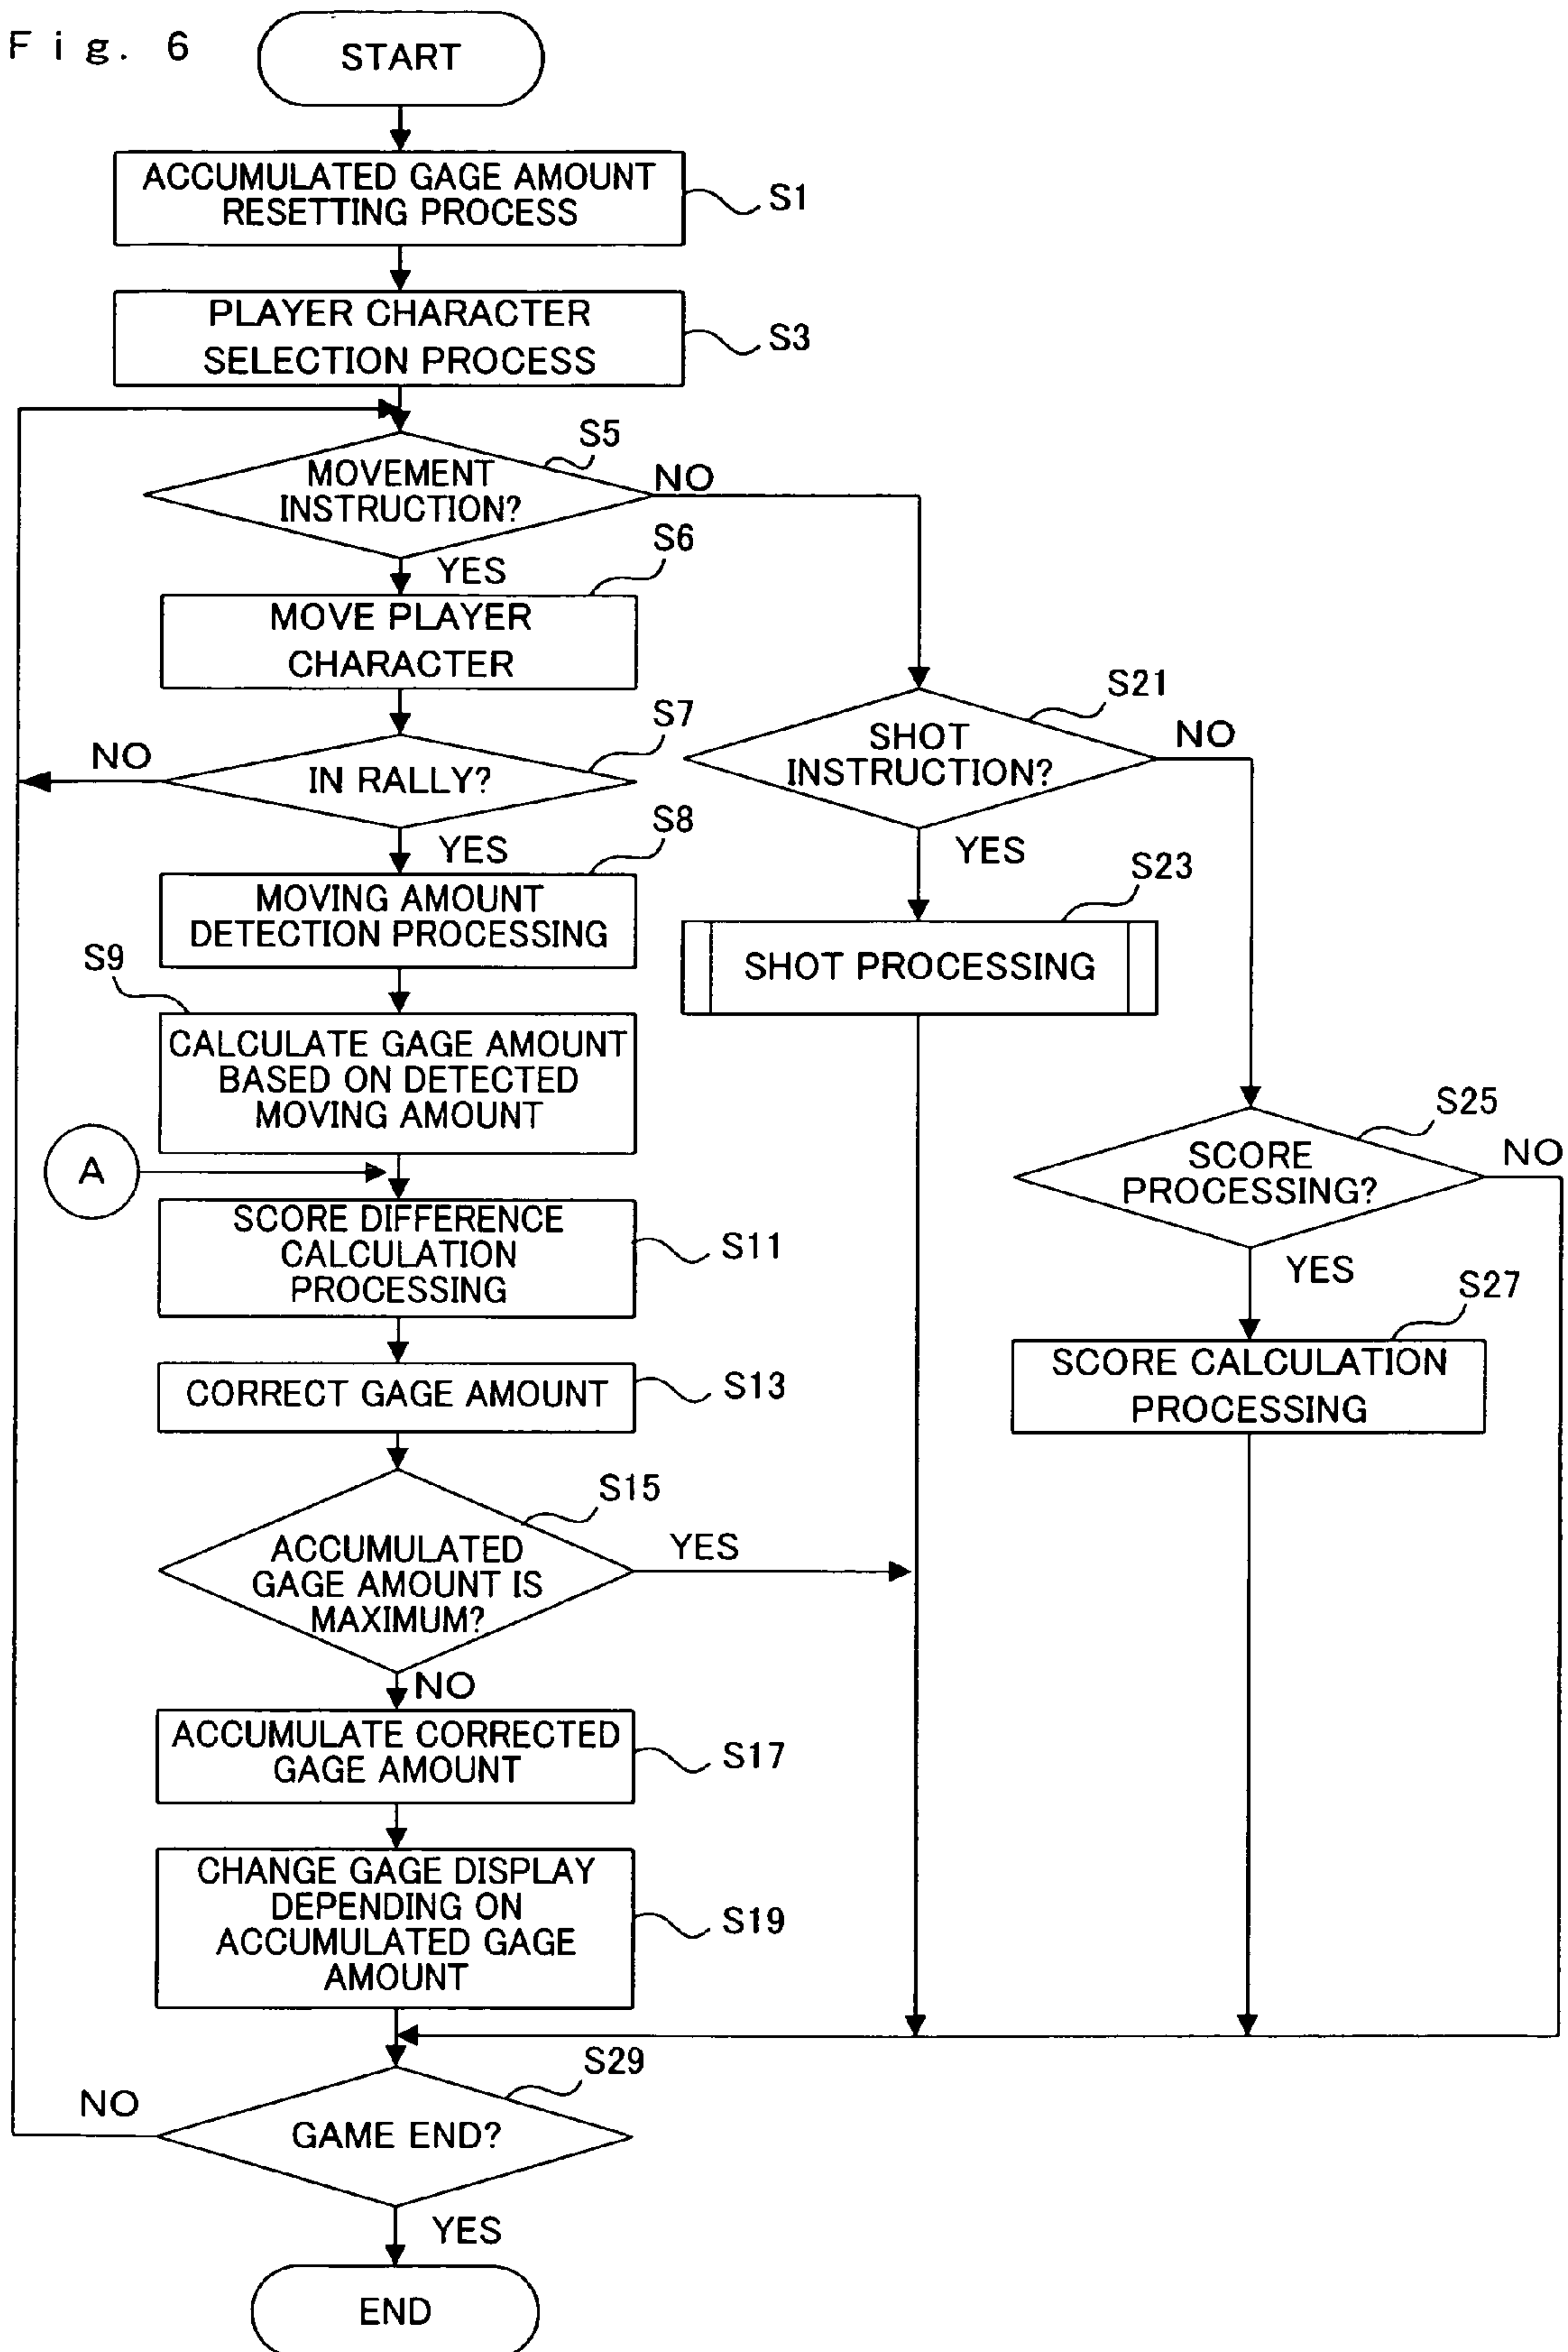 Fig. 6
START
ACCUMULATED GAGE AMOUNT
RESETTING PROCESS
S1
PLAYER CHARACTER
SELECTION PROCESS
S3
S5
MOVEMENT
INSTRUCTION?
NO
YES
S6
MOVE PLAYER
CHARACTER
S7
NO
IN RALLY?
YES
S8
MOVING AMOUNT
DETECTION PROCESSING
S9
CALCULATE GAGE AMOUNT
BASED ON DETECTED
MOVING AMOUNT
A
SCORE DIFFERENCE
CALCULATION
PROCESSING
S11
CORRECT GAGE AMOUNT
S13
S15
ACCUMULATED
GAGE AMOUNT IS
MAXIMUM?
YES
NO
ACCUMULATE CORRECTED
GAGE AMOUNT
S17
CHANGE GAGE DISPLAY
DEPENDING ON
ACCUMULATED GAGE
AMOUNT
S19
S21
SHOT
INSTRUCTION?
NO
YES
S23
SHOT PROCESSING
S25
SCORE
PROCESSING?
NO
YES
S27
SCORE CALCULATION
PROCESSING
S29
NO
GAME END?
YES
END